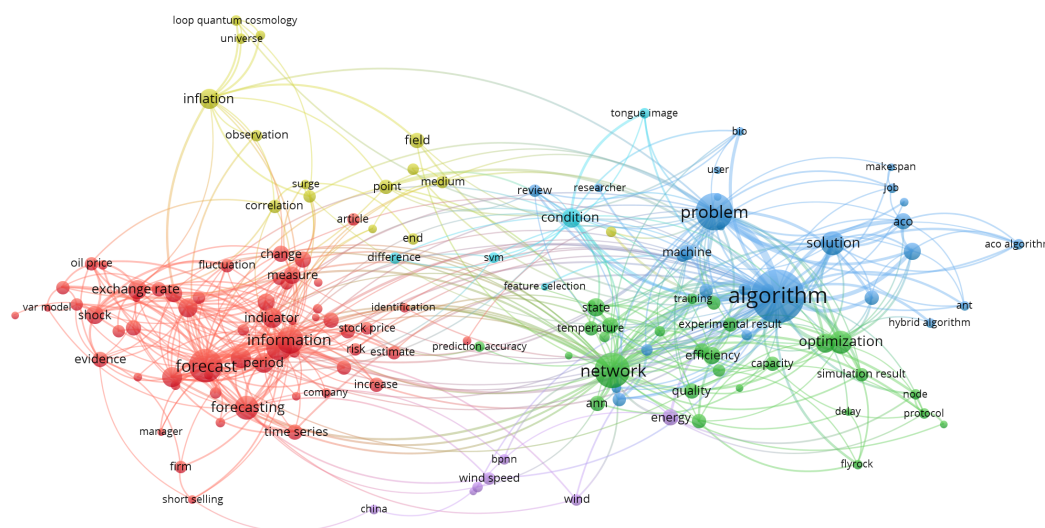 loop quantum cosmology
universe
inflation
observation
tongue image
field
bio
makespan
user
surge
point
medium
review
researcher
job
correlation
article
condition
problem
aco
end
solution
aco algorithm
oil price
fluctuation
change
difference
svm
machine
measure
exchange rate
feature selection
algorithm
var model
shock
indicator
identification
state
training
ant
temperature
experimental result
hybrid algorithm
stock price
information
optimization
evidence
risk
estimate
prediction accuracy
efficiency
forecast
period
network
capacity
simulation result
company
increase
quality
node
forecasting
ann
energy
delay
protocol
manager
time series
firm
bpnn
flyrock
wind speed
short selling
china
wind